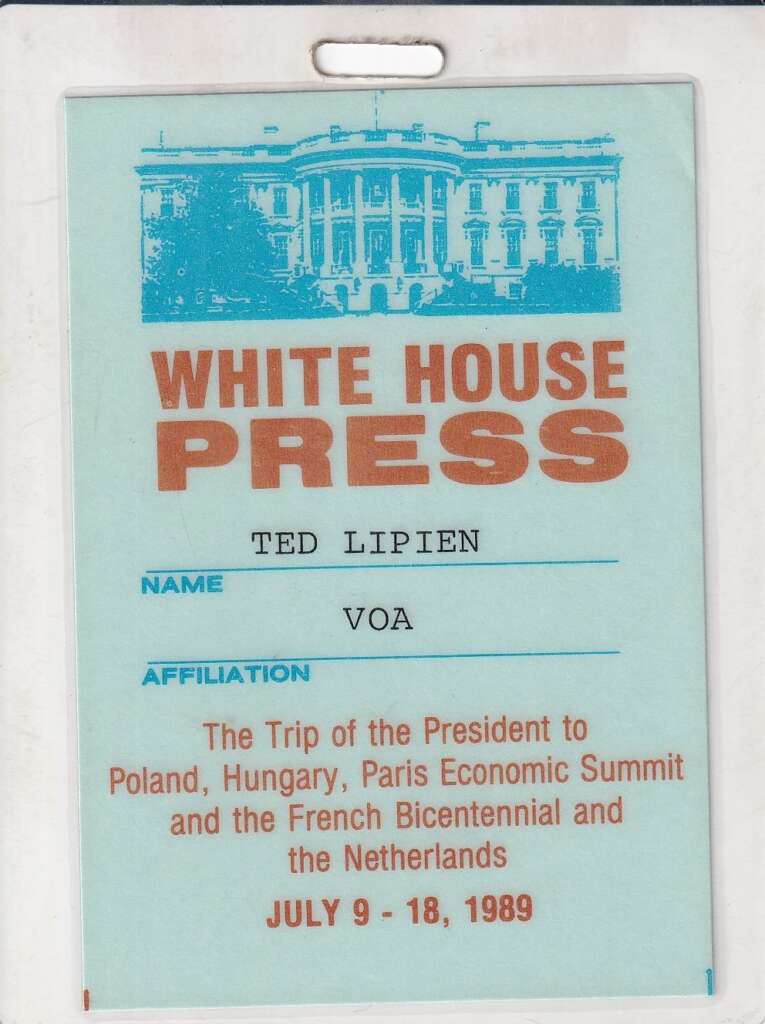 WHITE HOUSE
PRESS
TED LIPIEN
NAME
VOA
AFFILIATION
The Trip of the President to
Poland, Hungary, Paris Economic Summit
and the French Bicentennial and
the Netherlands
JULY 9 - 18, 1989